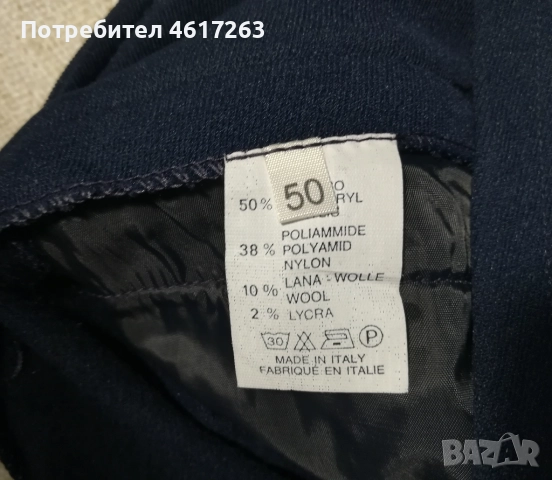 Потребител 4617263
50
50 %
38 % POLIAMMIDE
POLYAMID
NYLON
10 % LANA - WOLLE
WOOL
2 % LYCRA
30 P
MADE IN ITALY
FABRIQUÉ EN ITALIE
BAZAR